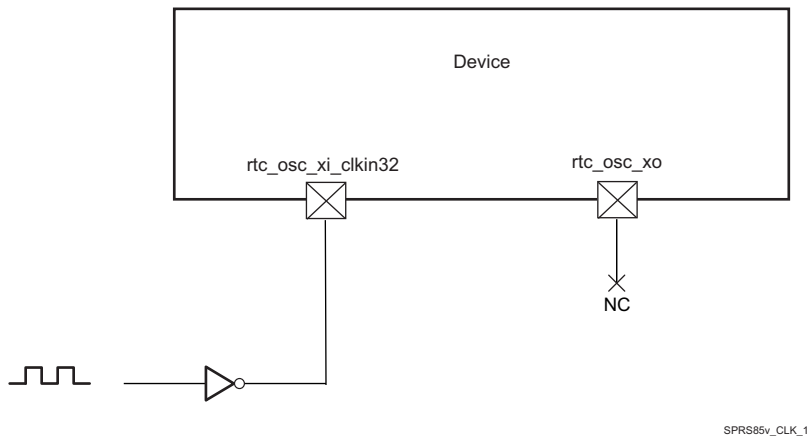 Device
rtc_osc_xi_clkin32
rtc_osc_xo
NC
SPRS85v_CLK_1